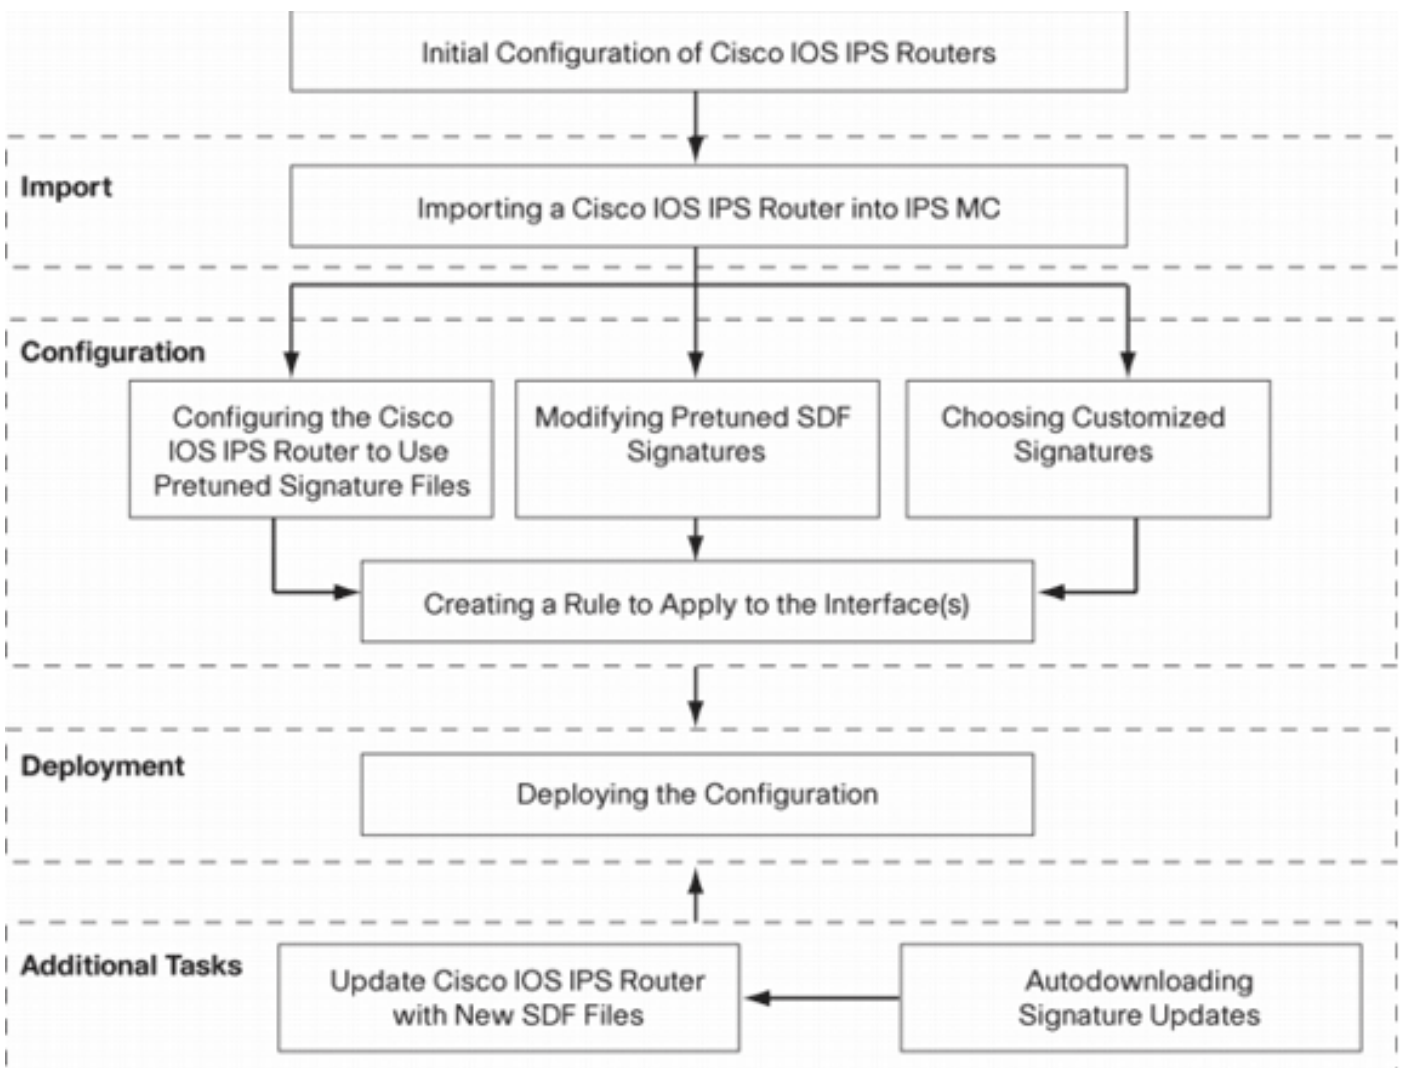 Initial Configuration of Cisco IOS IPS Routers
Import
Importing a Cisco IOS IPS Router into IPS MC
Configuration
Configuring the Cisco
IOS IPS Router to Use
Pretuned Signature Files
Modifying Pretuned SDF
Signatures
Choosing Customized
Signatures
Creating a Rule to Apply to the Interface(s)
Deployment
Deploying the Configuration
Additional Tasks
Update Cisco IOS IPS Router
with New SDF Files
Autodownloading
Signature Updates